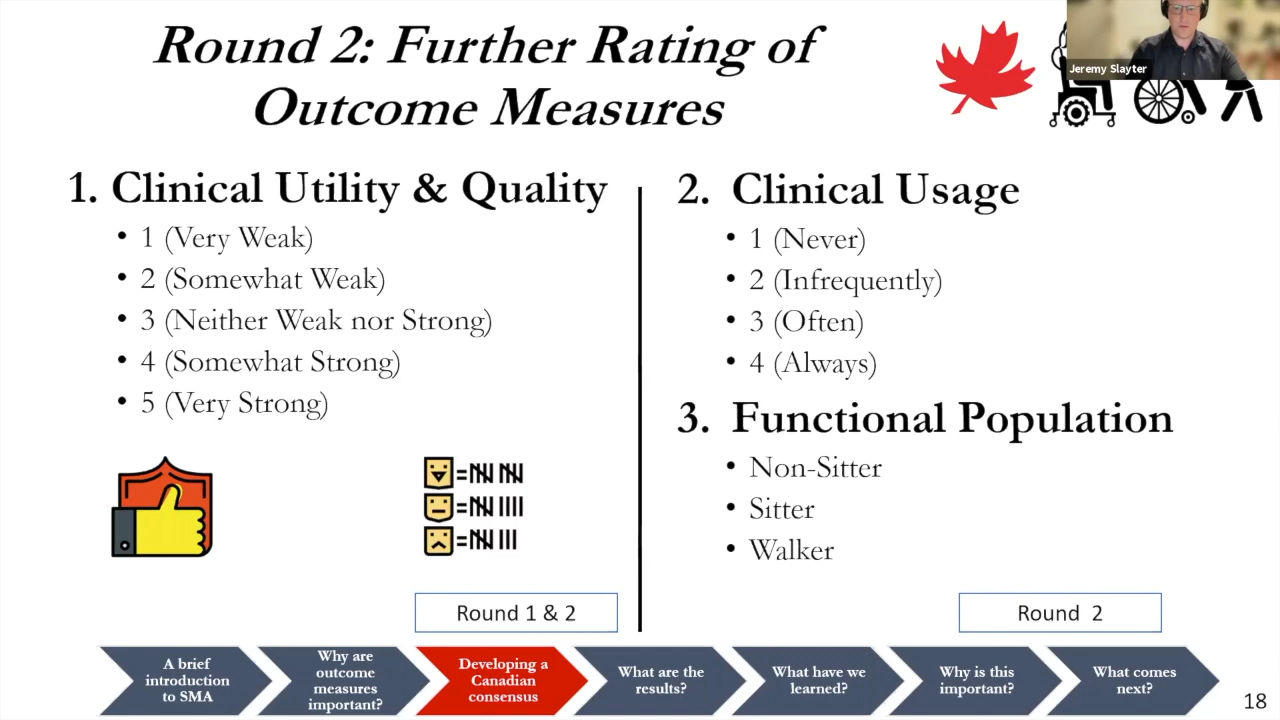 Round 2: Further Rating of
Outcome Measures
Jeremy Slayter
1. Clinical Utility & Quality
• 1 (Very Weak)
• 2 (Somewhat Weak)
• 3 (Neither Weak nor Strong)
• 4 (Somewhat Strong)
• 5 (Very Strong)
2. Clinical Usage
• 1 (Never)
• 2 (Infrequently)
• 3 (Often)
• 4 (Always)
3. Functional Population
• Non-Sitter
• Sitter
• Walker
Round 1 & 2
Round 2
A brief
introduction
to SMA
Why are
outcome
measures
important?
Developing a
Canadian
consensus
What are the
results?
What have we
learned?
Why is this
important?
What comes
next?
18